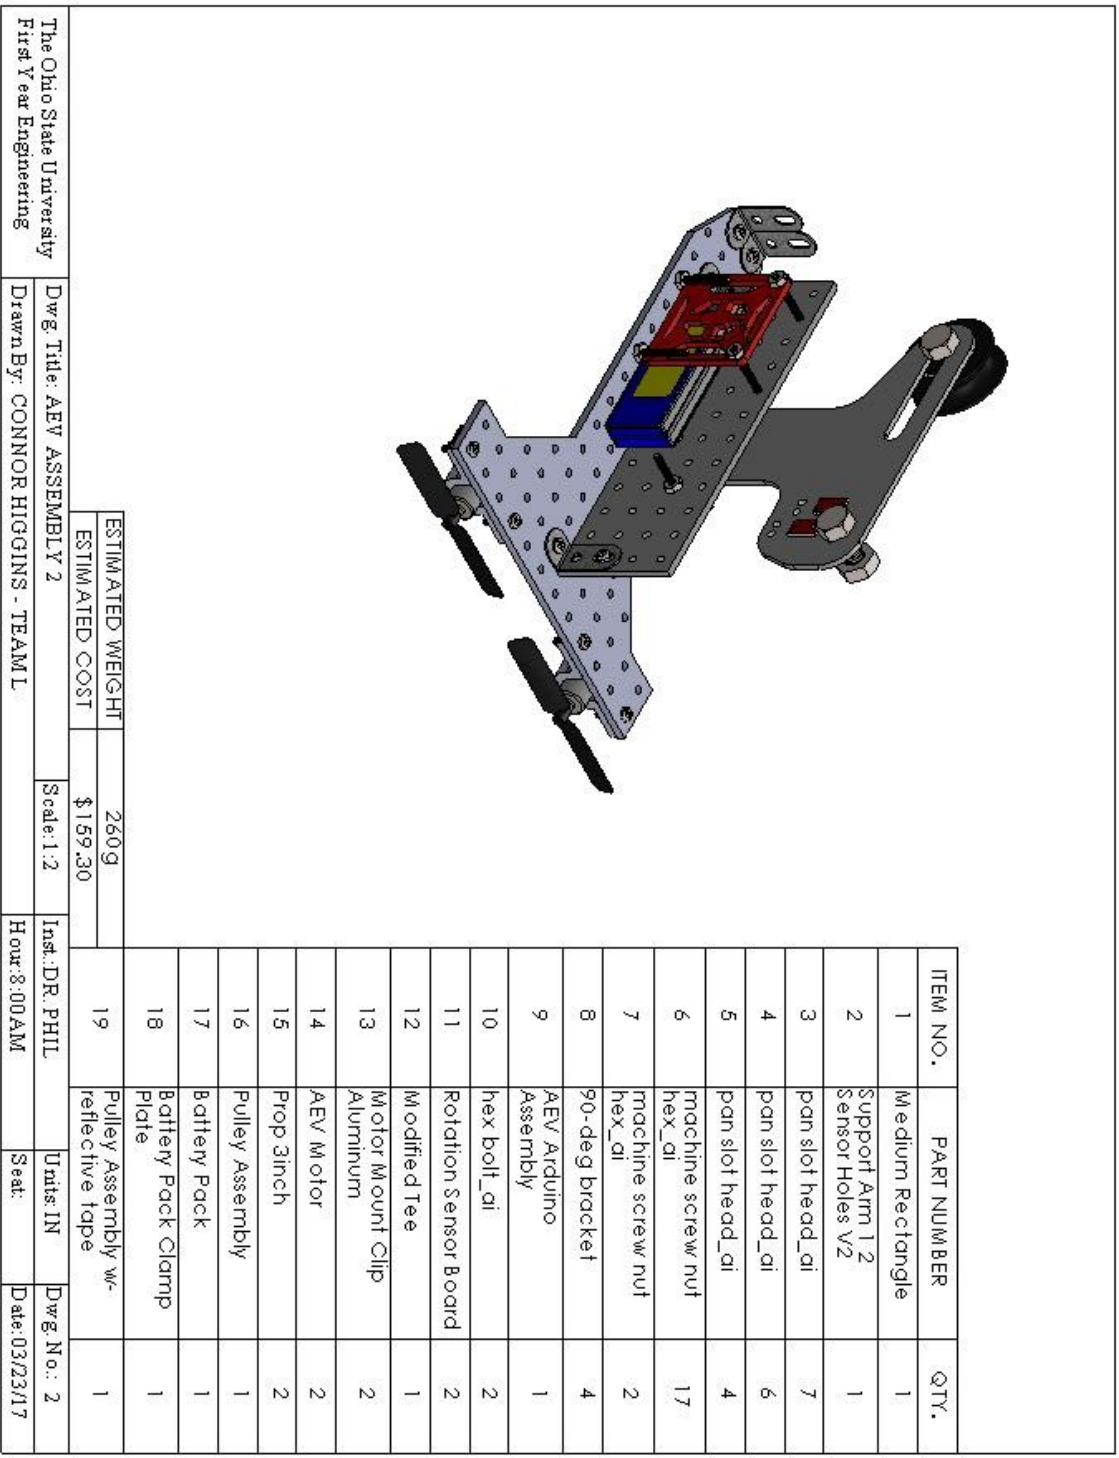 ITEM NO. PART NUMBER QTY.
1 Medium Rectangle 1
2 Support Arm 1 2
Sensor Holes V2 1
3 pan slot head_ai 7
4 pan slot head_ai 6
5 pan slot head_ai 4
6 machine screw nut
hex_ai 17
7 machine screw nut
hex_ai 2
8 90-deg bracket 4
9 AEV Arduino
Assembly 1
10 hex bolt_ai 2
11 Rotation Sensor Board 2
12 Modified Tee 1
13 Motor Mount Clip
Aluminum 2
14 AEV Motor 2
15 Prop 3inch 2
16 Pulley Assembly 1
17 Battery Pack 1
18 Battery Pack Clamp
Plate 1
19 Pulley Assembly w-
reflective tape 1
ESTIMATED WEIGHT 260g
ESTIMATED COST $159.30
The Ohio State University
First Year Engineering
Dwg. Title: AEV ASSEMBLY 2
Drawn By: CONNOR HIGGINS - TEAM L
Scale:1:2
Inst.:DR. PHIL
Hour:8:00AM
Units: IN
Seat:
Dwg. No.: 2
Date:03/23/17